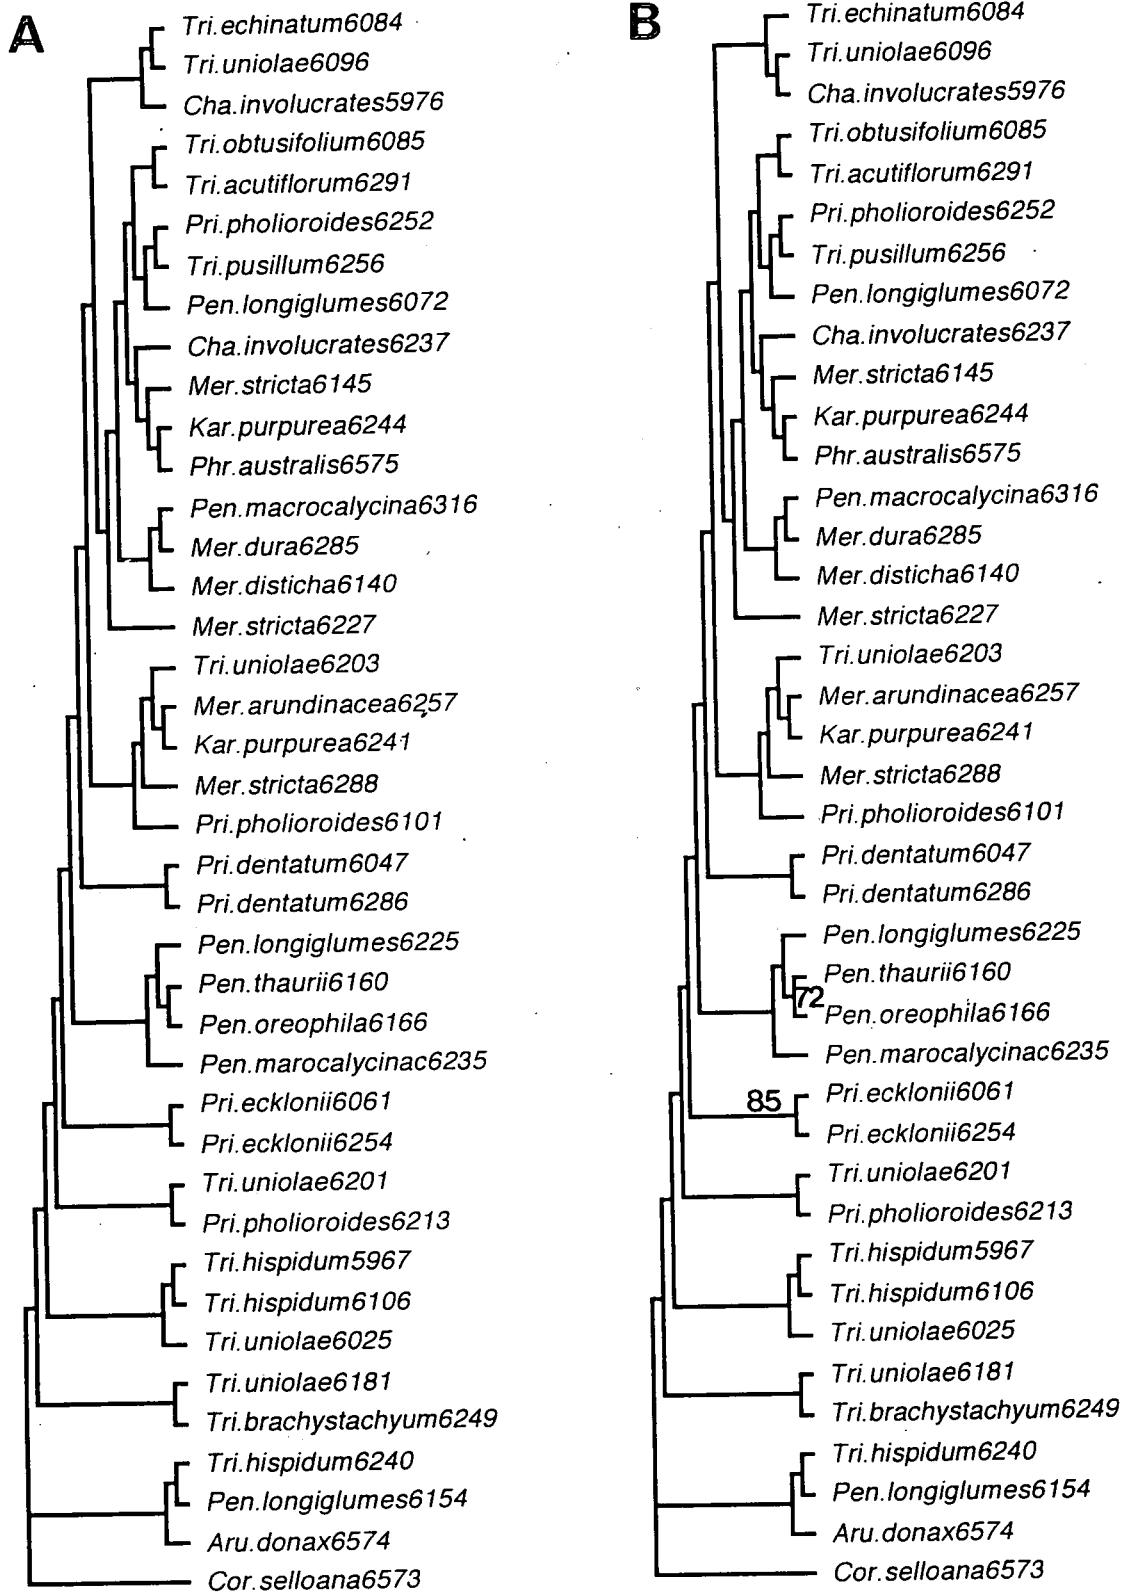 A
Tri.echinatum6084
Tri.uniolae6096
Cha.involucrates5976
Tri.obtusifolium6085
Tri.acutiflorum6291
Pri.pholioroides6252
Tri.pusillum6256
Pen.longiglumes6072
Cha.involucrates6237
Mer.stricta6145
Kar.purpurea6244
Phr.australis6575
Pen.macrocalycina6316
Mer.dura6285
Mer.disticha6140
Mer.stricta6227
Tri.uniolae6203
Mer.arundinacea6257
Kar.purpurea6241
Mer.stricta6288
Pri.pholioroides6101
Pri.dentatum6047
Pri.dentatum6286
Pen.longiglumes6225
Pen.thaurii6160
Pen.oreophila6166
Pen.marocalycinac6235
Pri.ecklonii6061
Pri.ecklonii6254
Tri.uniolae6201
Pri.pholioroides6213
Tri.hispidum5967
Tri.hispidum6106
Tri.uniolae6025
Tri.uniolae6181
Tri.brachystachyum6249
Tri.hispidum6240
Pen.longiglumes6154
Aru.donax6574
Cor.selloana6573
B
Tri.echinatum6084
Tri.uniolae6096
Cha.involucrates5976
Tri.obtusifolium6085
Tri.acutiflorum6291
Pri.pholioroides6252
Tri.pusillum6256
Pen.longiglumes6072
Cha.involucrates6237
Mer.stricta6145
Kar.purpurea6244
Phr.australis6575
Pen.macrocalycina6316
Mer.dura6285
Mer.disticha6140
Mer.stricta6227
Tri.uniolae6203
Mer.arundinacea6257
Kar.purpurea6241
Mer.stricta6288
Pri.pholioroides6101
Pri.dentatum6047
Pri.dentatum6286
Pen.longiglumes6225
Pen.thaurii6160
72
Pen.oreophila6166
Pen.marocalycinac6235
85
Pri.ecklonii6061
Pri.ecklonii6254
Tri.uniolae6201
Pri.pholioroides6213
Tri.hispidum5967
Tri.hispidum6106
Tri.uniolae6025
Tri.uniolae6181
Tri.brachystachyum6249
Tri.hispidum6240
Pen.longiglumes6154
Aru.donax6574
Cor.selloana6573